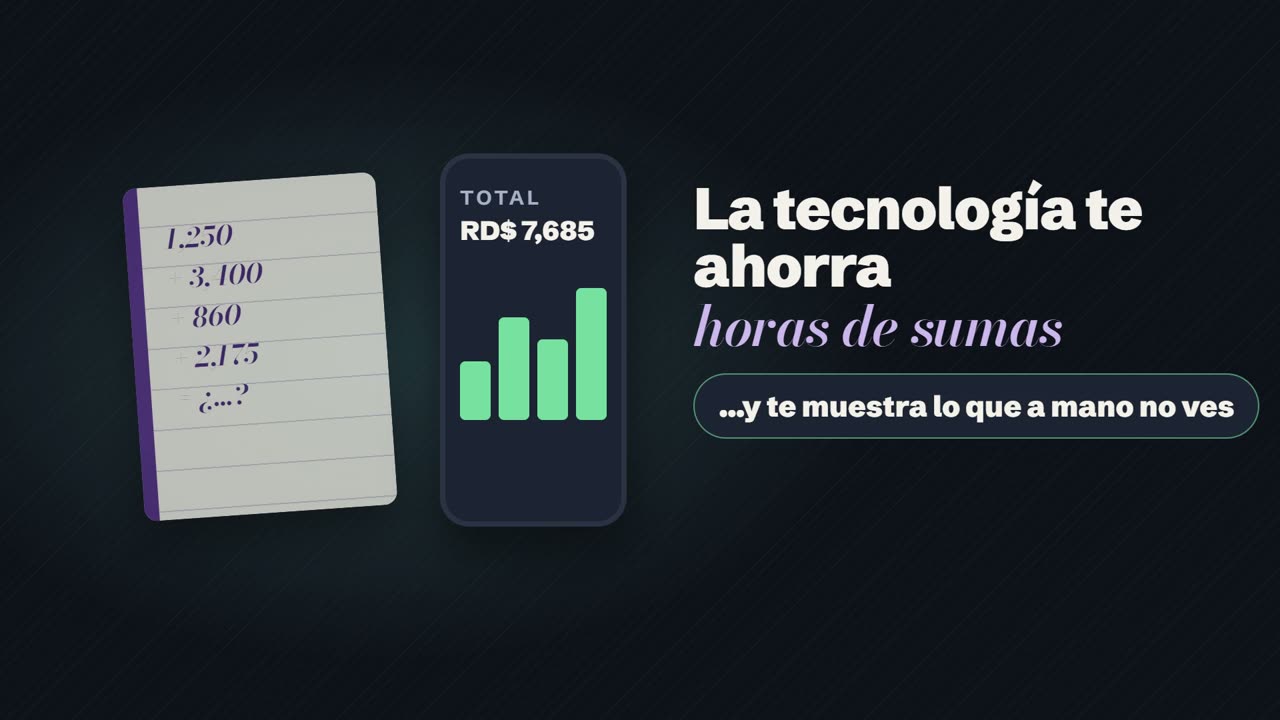 1.250
+ 3.400
+ 860
+ 2.175
= ¿...?
TOTAL
RD$ 7,685
La tecnología te
ahorra
horas de sumas
...y te muestra lo que a mano no ves